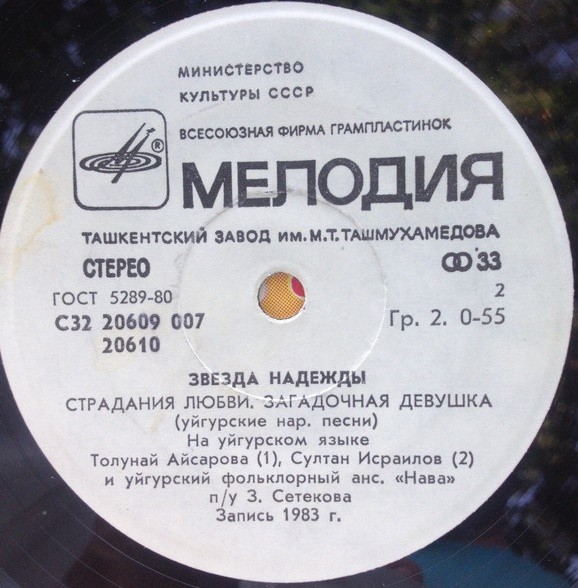 МИНИСТЕРСТВО
КУЛЬТУРЫ СССР
ВСЕСОЮЗНАЯ ФИРМА ГРАМПЛАСТИНОК
®
МЕЛОДИЯ
ТАШКЕНТСКИЙ ЗАВОД ИМ. М.Т. ТАШМУХАМЕДОВА
СТЕРЕО 33
ГОСТ 5289-80 2
С32 20609 007 Гр. 2. 0-55
20610
ЗВЕЗДА НАДЕЖДЫ
СТРАДАНИЯ ЛЮБВИ. ЗАГАДОЧНАЯ ДЕВУШКА
(уйгурские нар. песни)
На уйгурском языке
Толунай Айсарова (1), Султан Исраилов (2)
и уйгурский фольклорный анс. «Нава»
п/у З. Сетекова
Запись 1983 г.